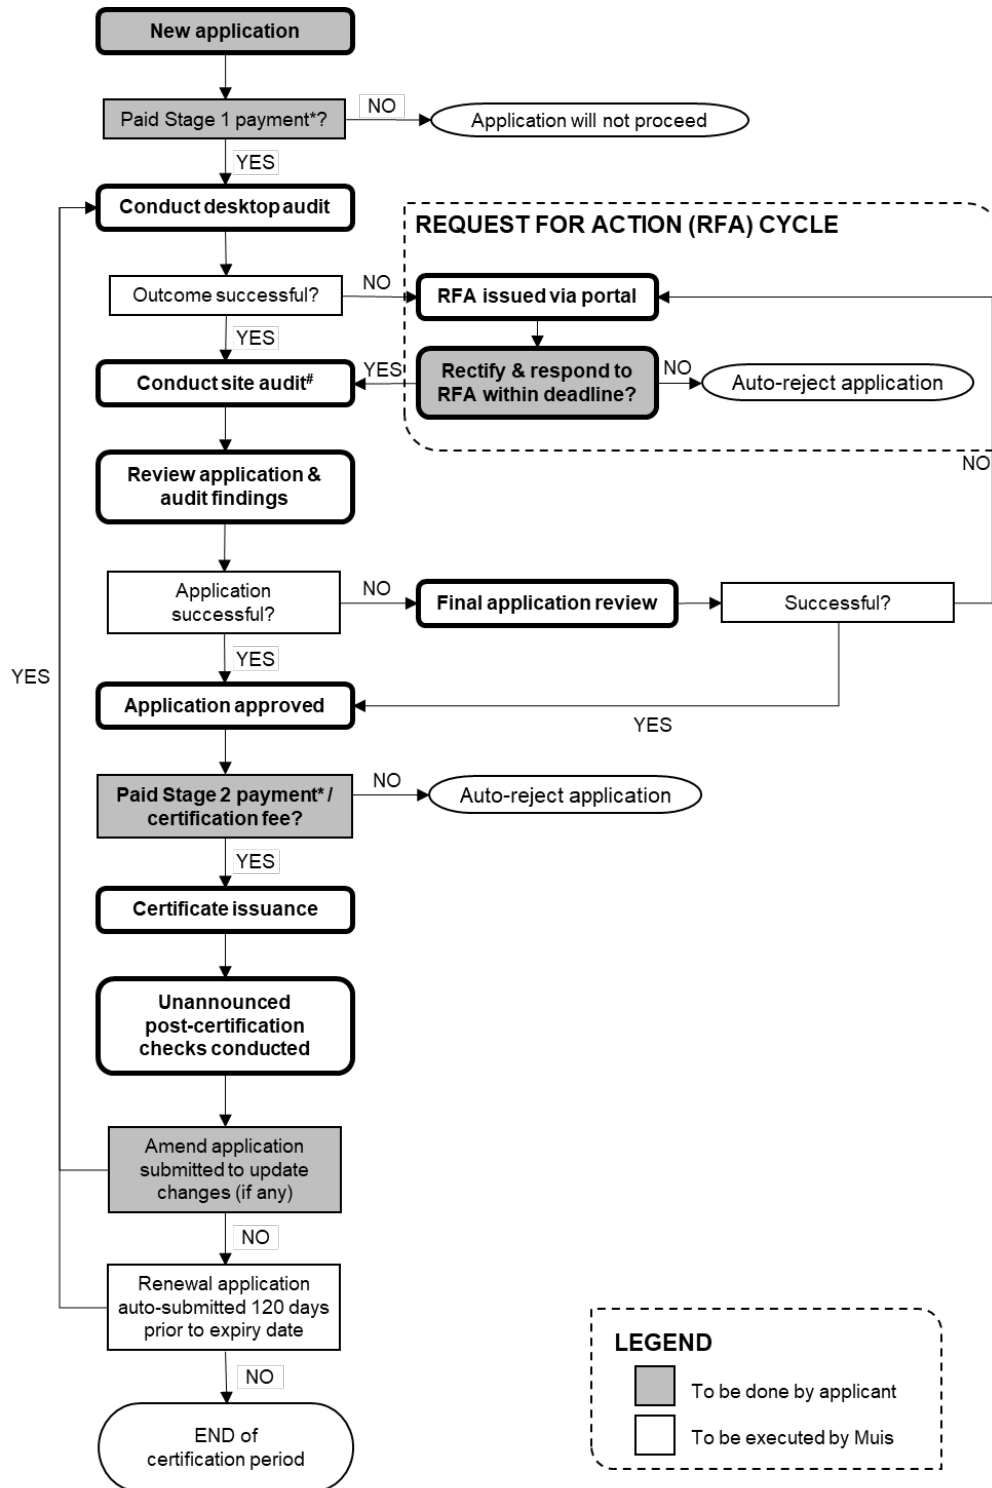 New application
Paid Stage 1 payment*?
NO
Application will not proceed
YES
Conduct desktop audit
REQUEST FOR ACTION (RFA) CYCLE
Outcome successful?
NO
RFA issued via portal
YES
Conduct site audit#
YES
Rectify & respond to
RFA within deadline?
NO
Auto-reject application
Review application &
audit findings
NO
Application
successful?
NO
Final application review
Successful?
YES
YES
Application approved
YES
Paid Stage 2 payment* /
certification fee?
NO
Auto-reject application
YES
Certificate issuance
Unannounced
post-certification
checks conducted
Amend application
submitted to update
changes (if any)
NO
Renewal application
auto-submitted 120 days
prior to expiry date
NO
END of
certification period
LEGEND
To be done by applicant
To be executed by Muis